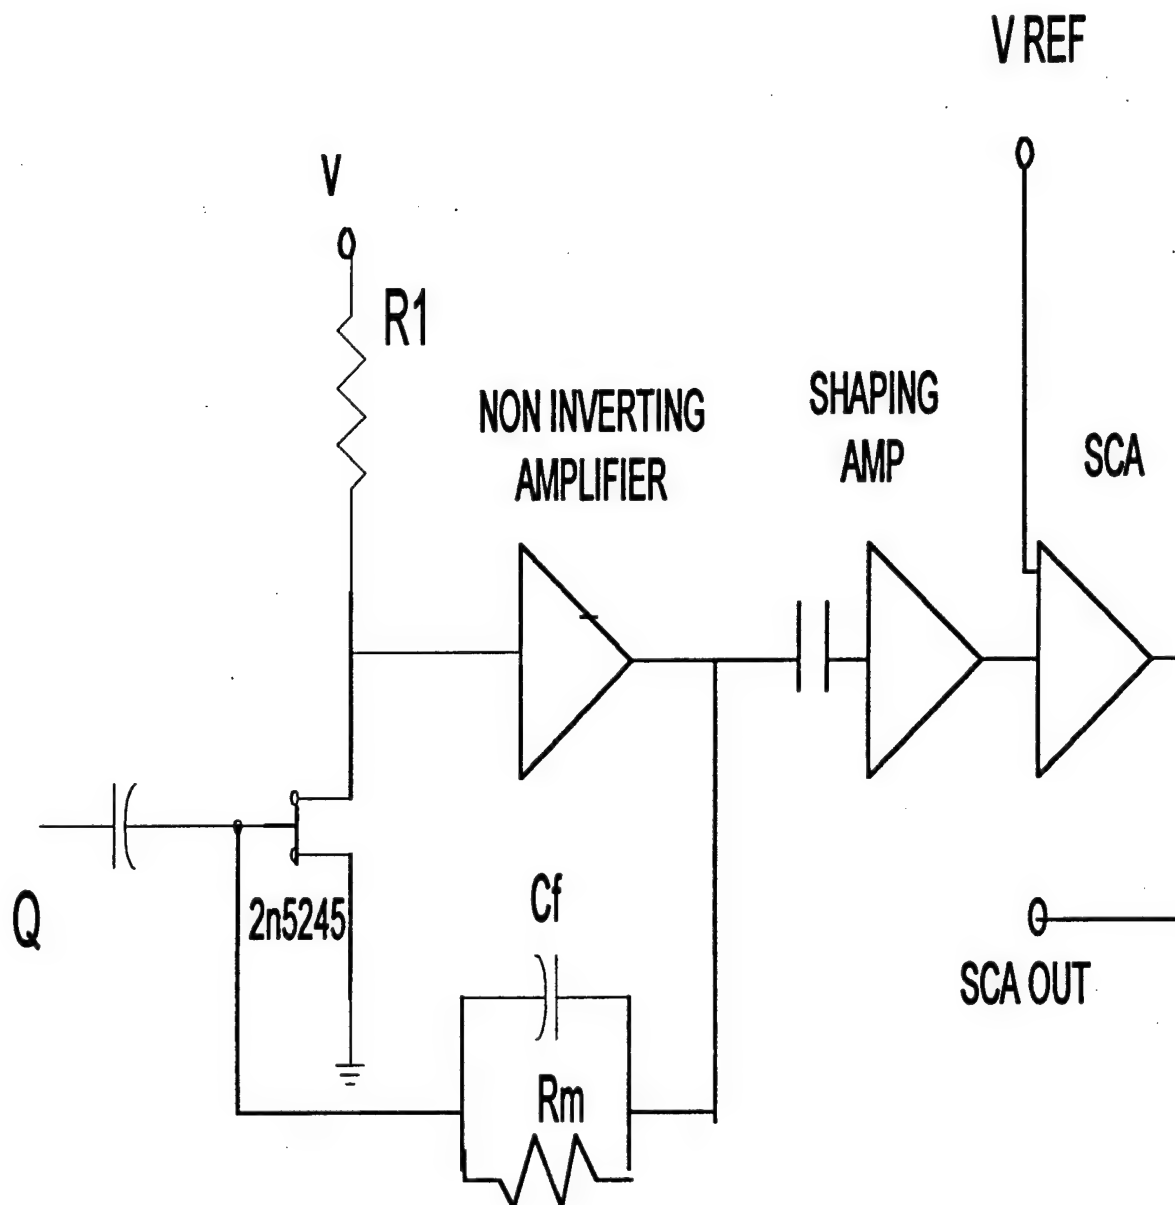 V REF
V
R1
NON INVERTING
AMPLIFIER
SHAPING
AMP
SCA
Q
2n5245
Cf
Rm
SCA OUT